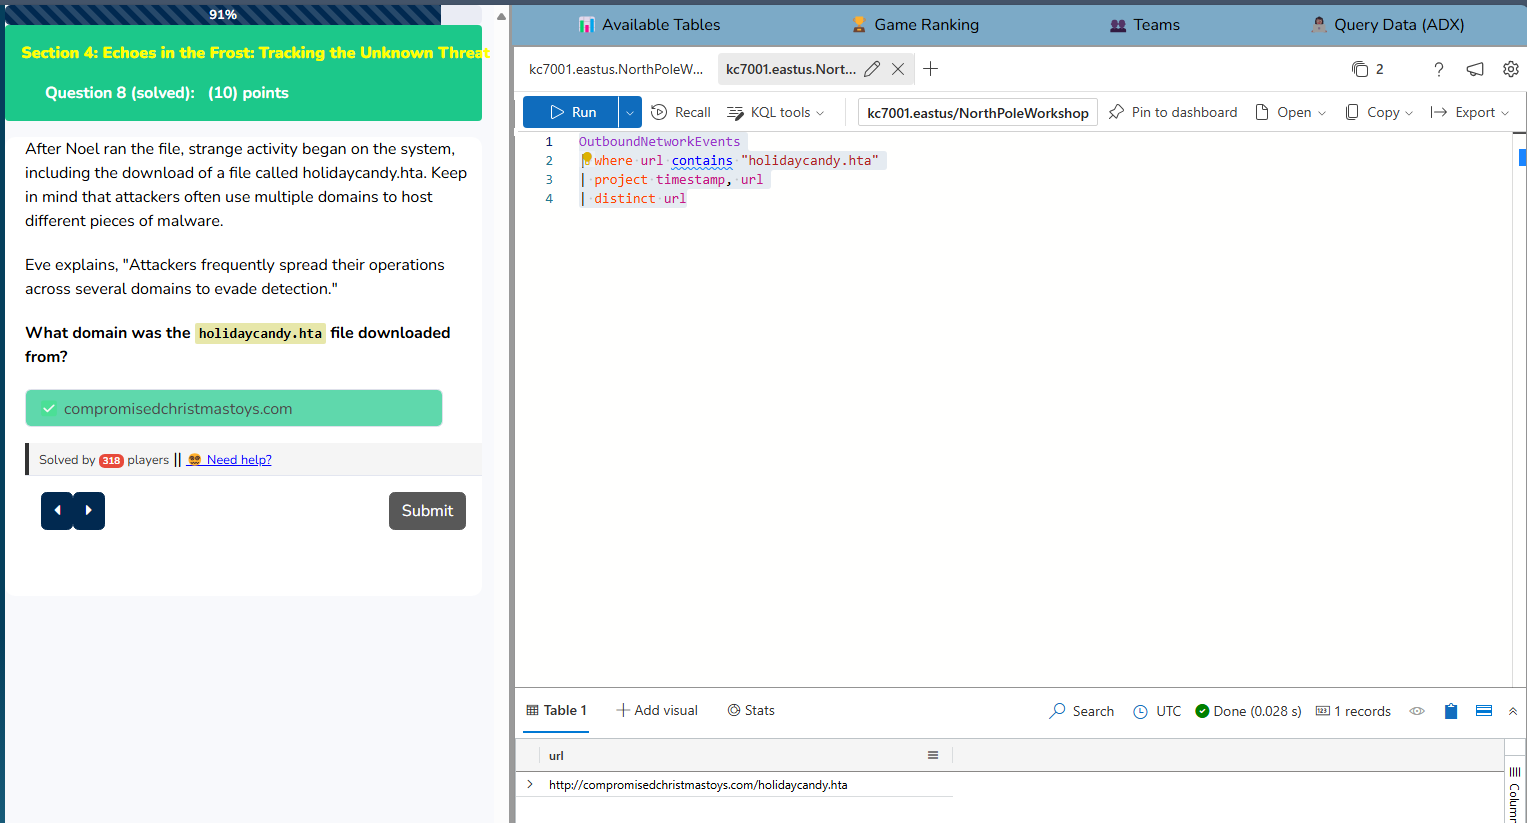 91%
Section 4: Echoes in the Frost: Tracking the Unknown Threat
Question 8 (solved): (10) points
After Noel ran the file, strange activity began on the system,
including the download of a file called holidaycandy.hta. Keep
in mind that attackers often use multiple domains to host
different pieces of malware.
Eve explains, "Attackers frequently spread their operations
across several domains to evade detection."
What domain was the holidaycandy.hta file downloaded
from?
compromisedchristmastoys.com
Solved by 318 players || Need help?
Submit
Available Tables
Game Ranking
Teams
Query Data (ADX)
kc7001.eastus.NorthPoleW...
kc7001.eastus.Nort...
2
Run
Recall
KQL tools
kc7001.eastus/NorthPoleWorkshop
Pin to dashboard
Open
Copy
Export
1 OutboundNetworkEvents
2 | where url contains "holidaycandy.hta"
3 | project timestamp, url
4 | distinct url
Table 1
Add visual
Stats
Search
UTC
Done (0.028 s)
1 records
url
http://compromisedchristmastoys.com/holidaycandy.hta